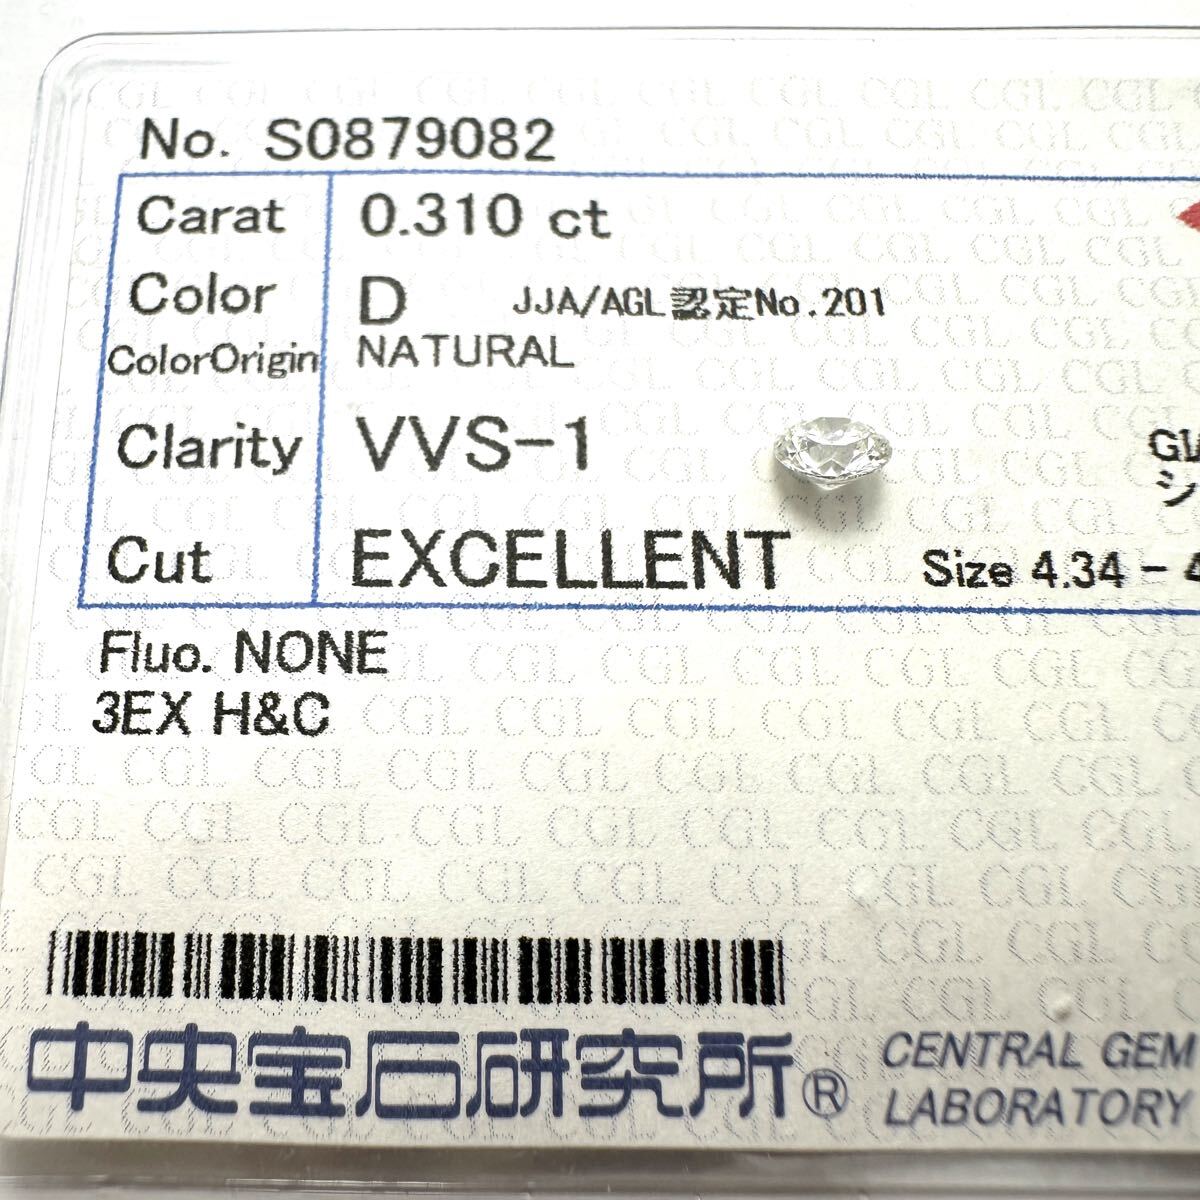 No. S0879082
Carat 0.310 ct
Color D JJA/AGL認定No.201
ColorOrigin NATURAL
Clarity VVS-1
Cut EXCELLENT Size 4.34 -
Fluo. NONE
3EX H&C
中央宝石研究所® CENTRAL GEM
LABORATORY